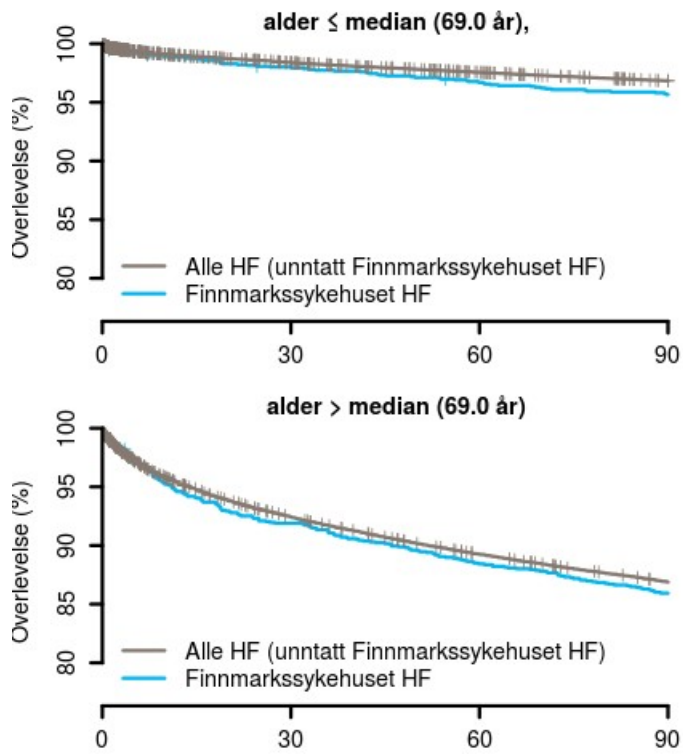 alder ≤ median (69.0 år),
Overlevelse (%)
100
95
90
85
80
Alle HF (unntatt Finnmarkssykehuset HF)
Finnmarkssykehuset HF
0 30 60 90
alder > median (69.0 år)
Overlevelse (%)
100
95
90
85
80
Alle HF (unntatt Finnmarkssykehuset HF)
Finnmarkssykehuset HF
0 30 60 90